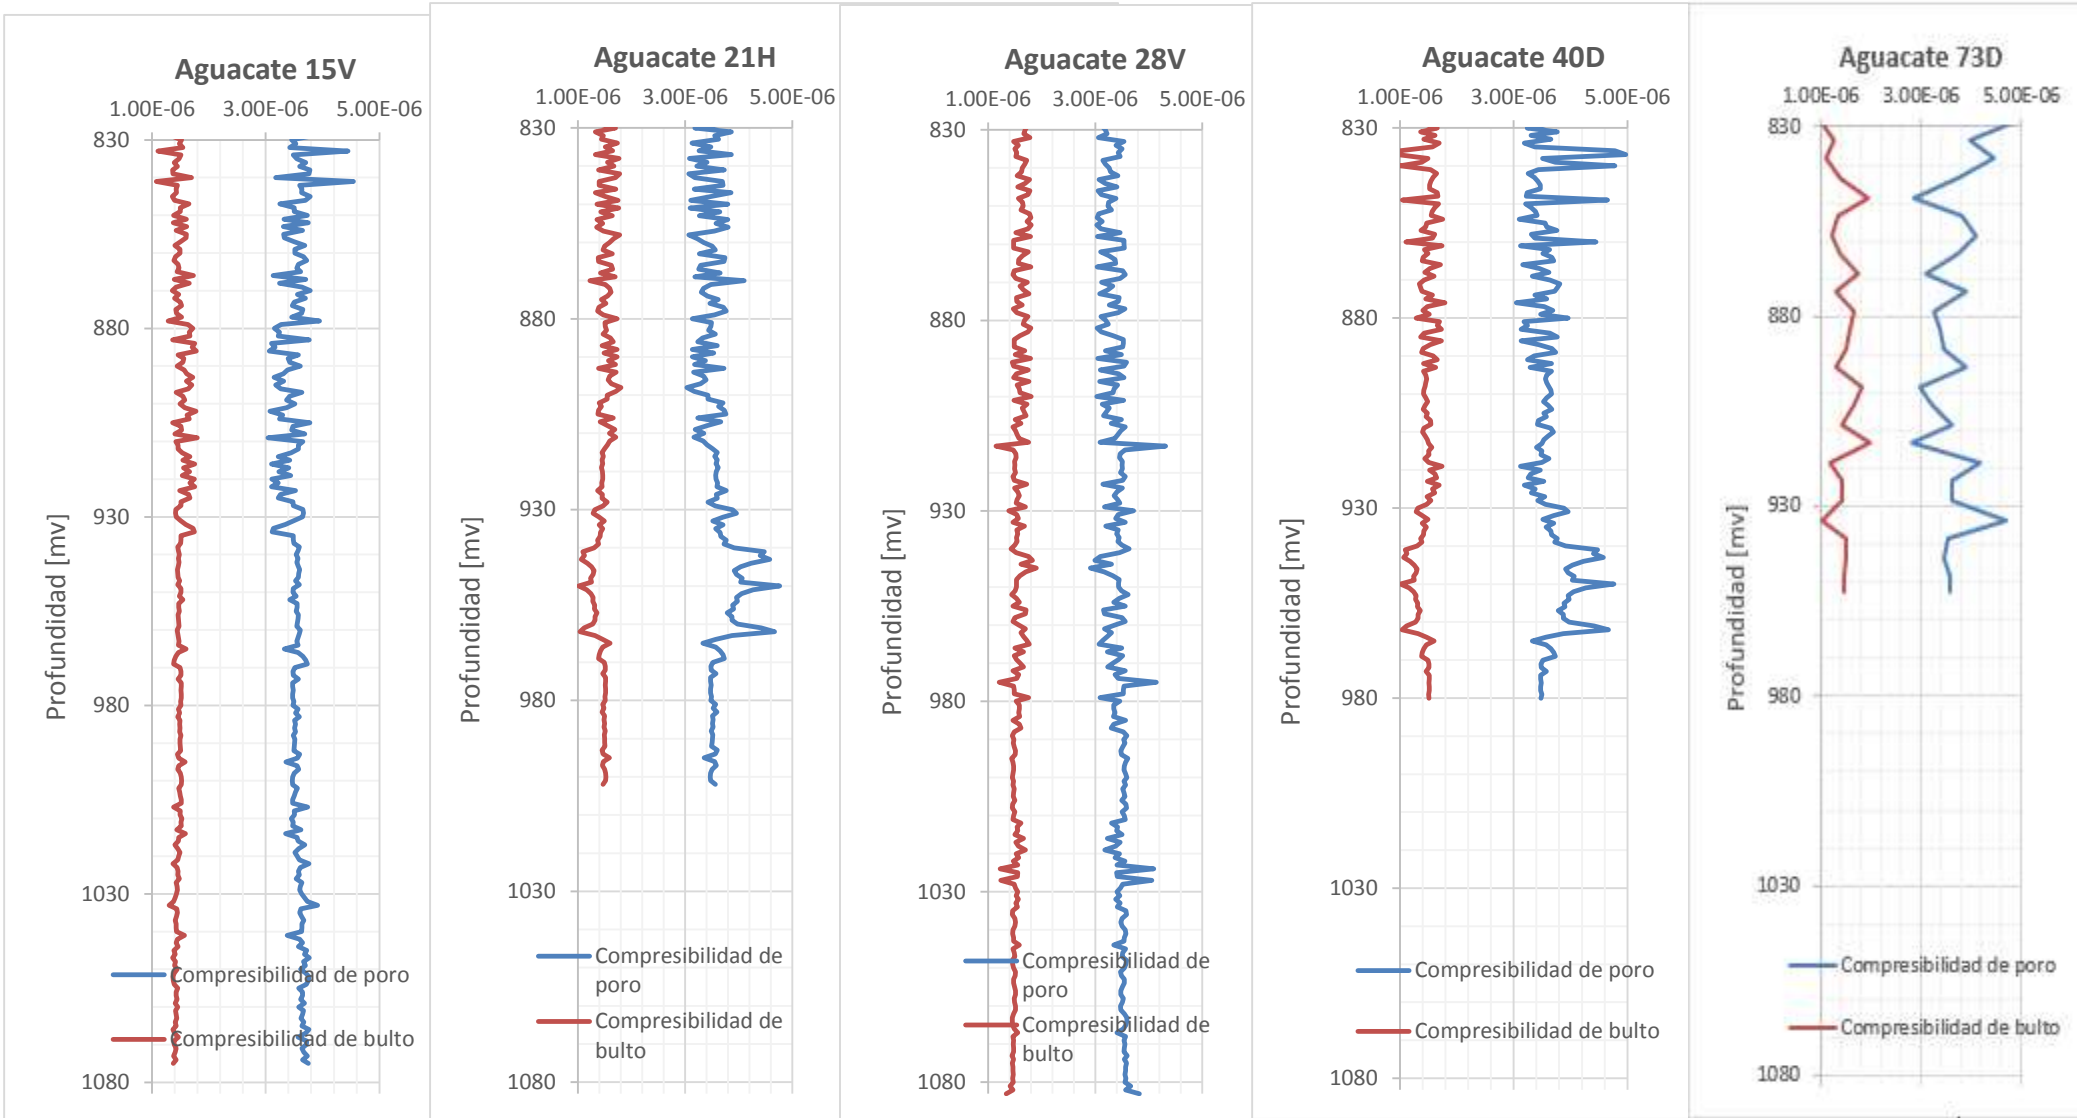 Aguacate 15V
1.00E-06 3.00E-06 5.00E-06
830
880
930
980
1030
1080
Profundidad [mv]
Compresibilidad de poro
Compresibilidad de bulto
Aguacate 21H
1.00E-06 3.00E-06 5.00E-06
830
880
930
980
1030
1080
Profundidad [mv]
Compresibilidad de
poro
Compresibilidad de
bulto
Aguacate 28V
1.00E-06 3.00E-06 5.00E-06
830
880
930
980
1030
1080
Profundidad [mv]
Compresibilidad de
poro
Compresibilidad de
bulto
Aguacate 40D
1.00E-06 3.00E-06 5.00E-06
830
880
930
980
1030
1080
Profundidad [mv]
Compresibilidad de poro
Compresibilidad de bulto
Aguacate 73D
1.00E-06 3.00E-06 5.00E-06
830
880
930
980
1030
1080
Profundidad [mv]
Compresibilidad de poro
Compresibilidad de bulto